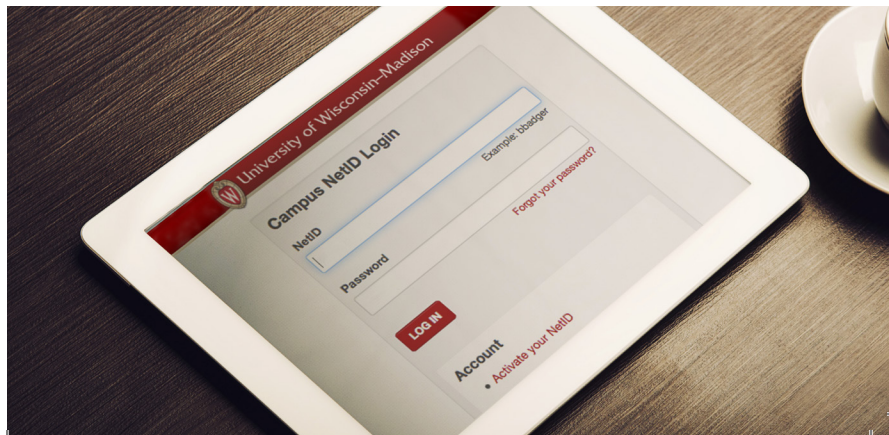 University of Wisconsin–Madison
W
Campus NetID Login
NetID
Example: bbadger
Password
Forgot your password?
LOG IN
Account
• Activate your NetID